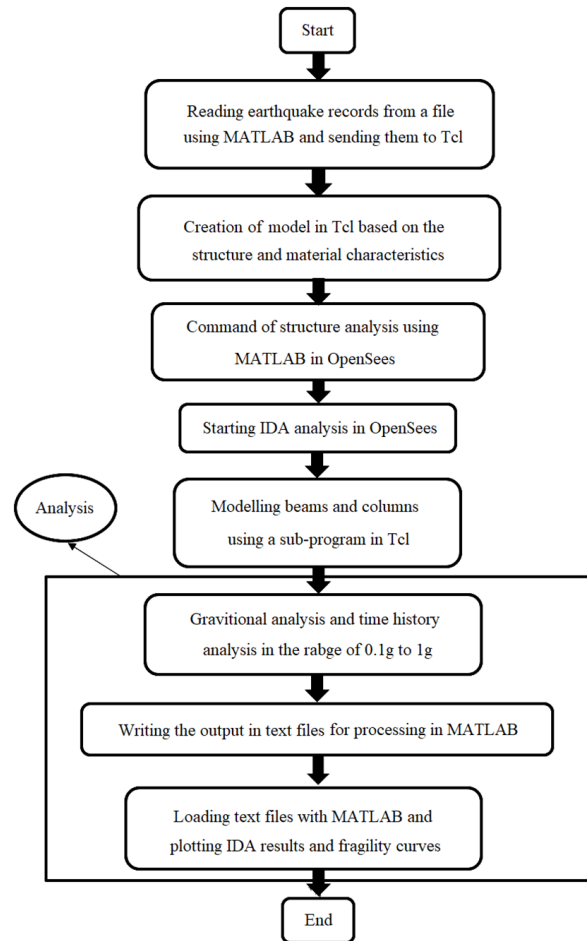 Start
Reading earthquake records from a file
using MATLAB and sending them to Tcl
Creation of model in Tcl based on the
structure and material characteristics
Command of structure analysis using
MATLAB in OpenSees
Starting IDA analysis in OpenSees
Analysis
Modelling beams and columns
using a sub-program in Tcl
Gravitional analysis and time history
analysis in the rabge of 0.1g to 1g
Writing the output in text files for processing in MATLAB
Loading text files with MATLAB and
plotting IDA results and fragility curves
End